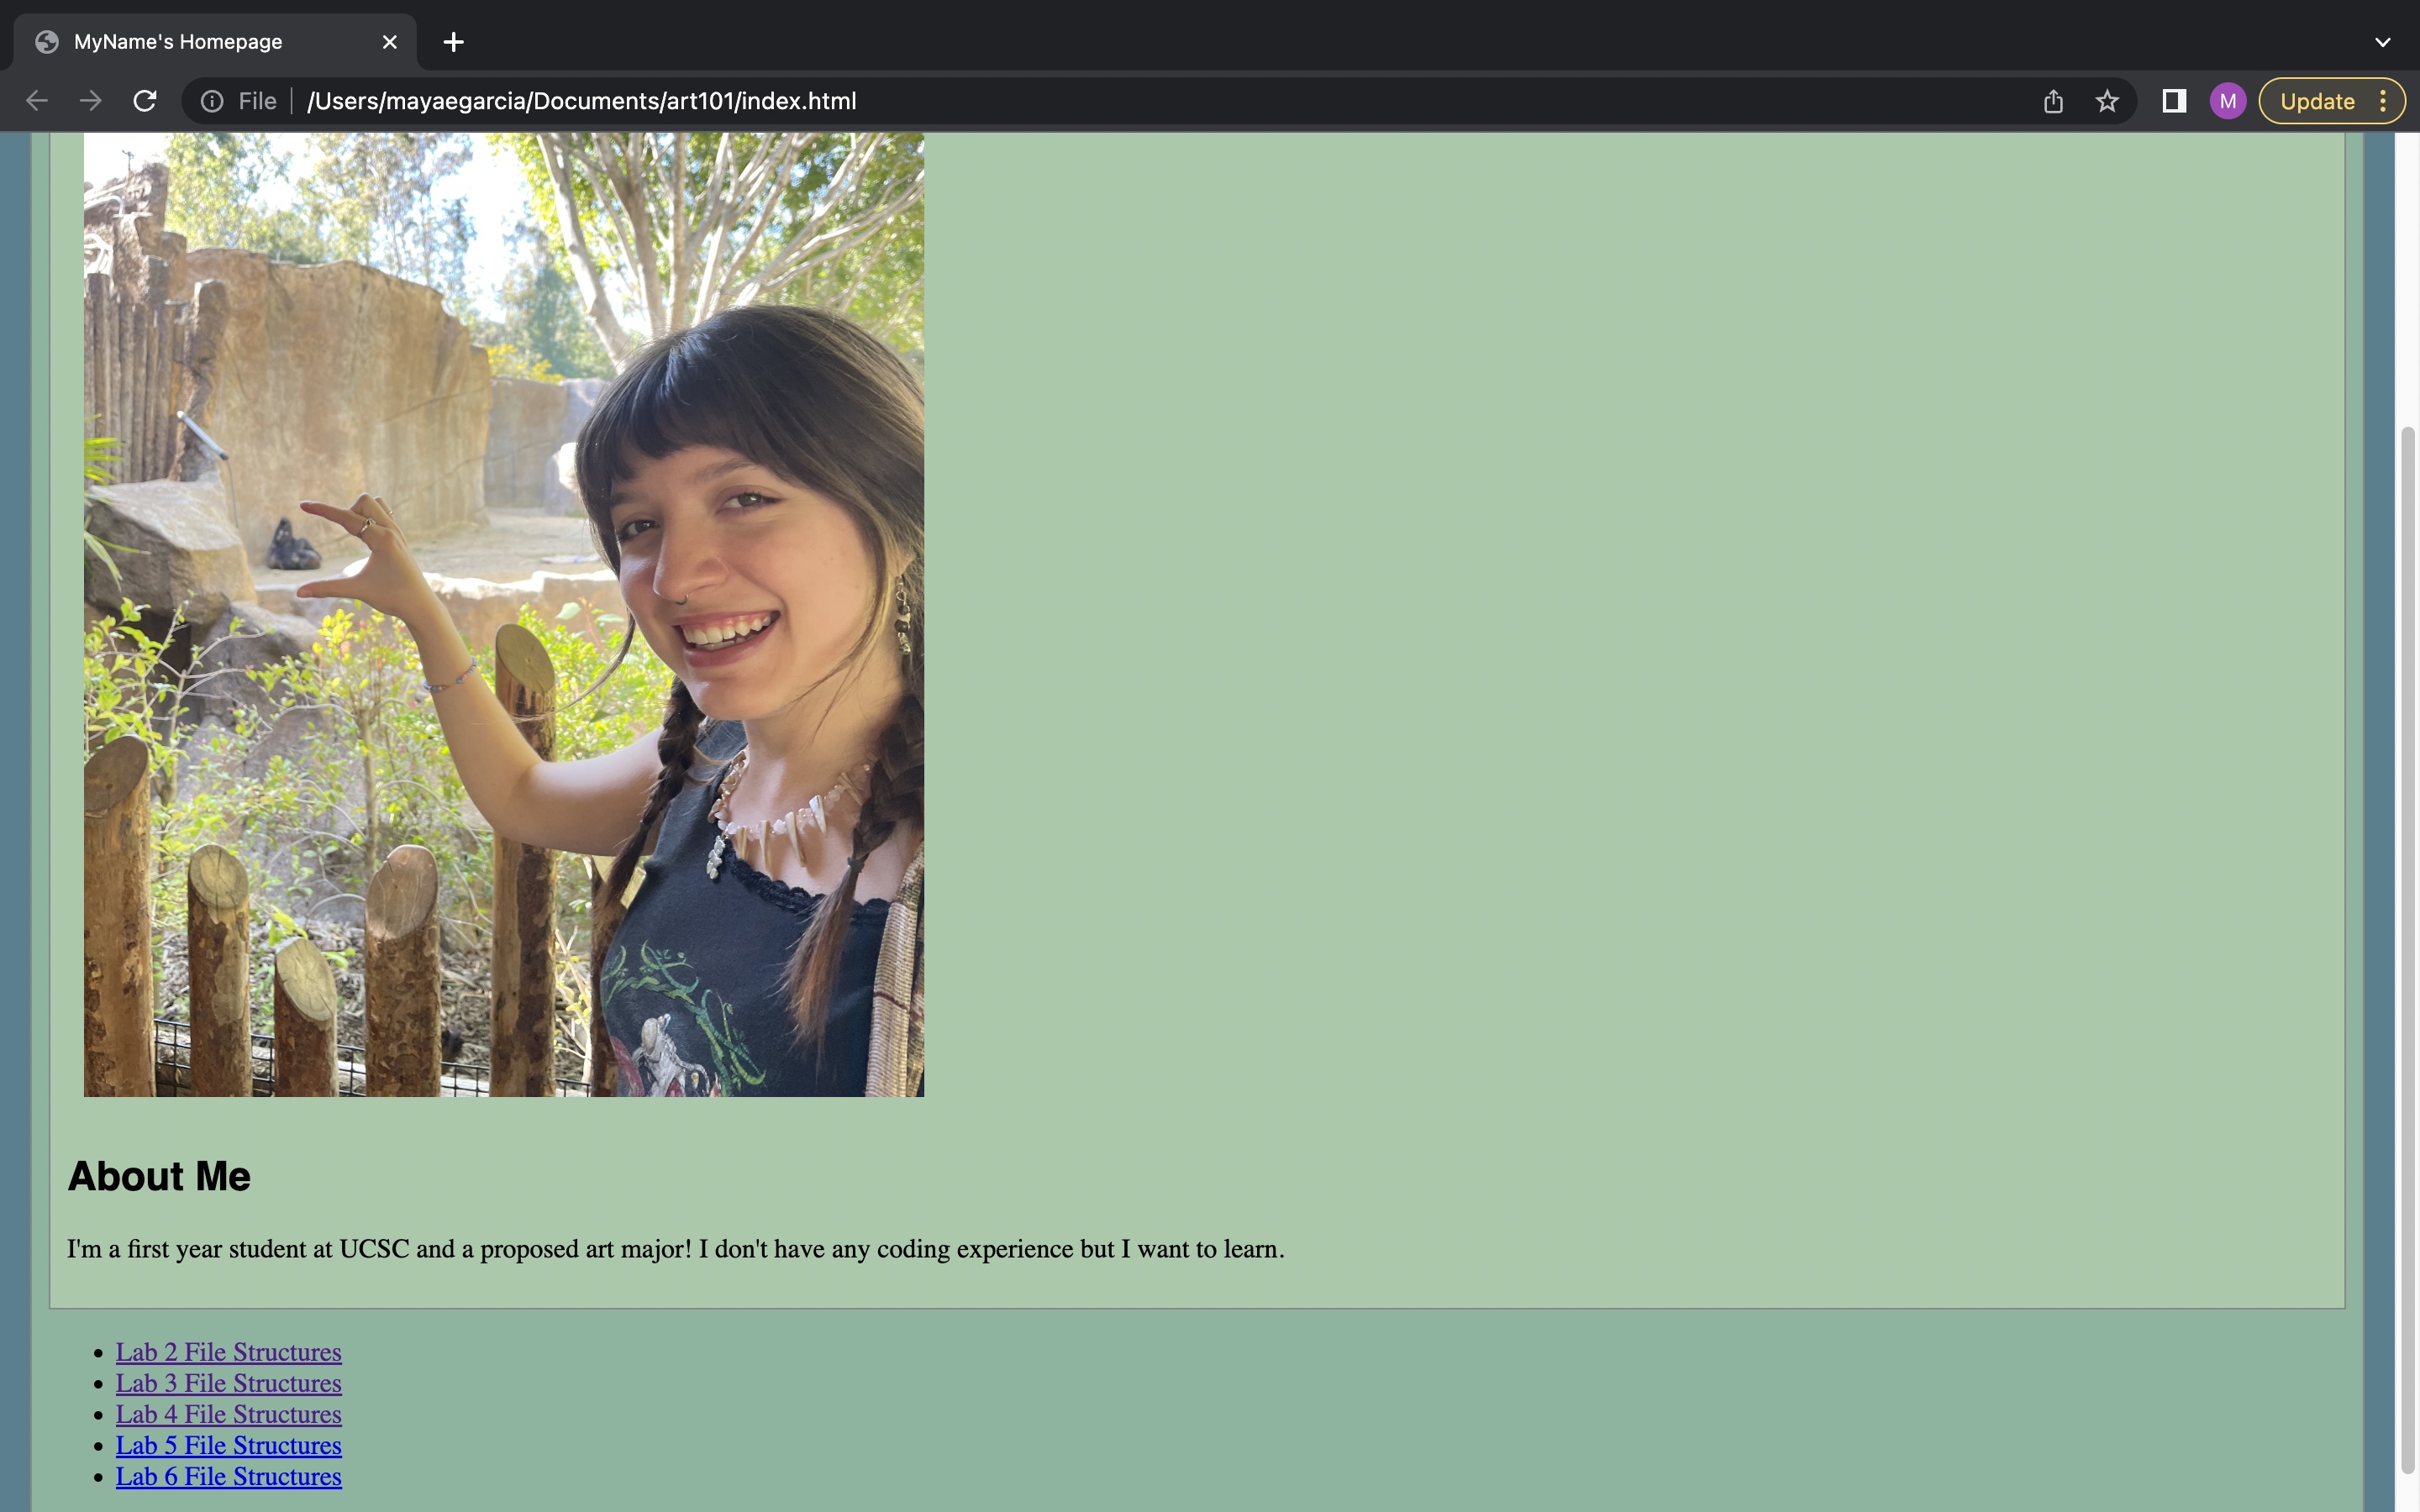 MyName's Homepage
File /Users/mayaegarcia/Documents/art101/index.html M Update
About Me
I'm a first year student at UCSC and a proposed art major! I don't have any coding experience but I want to learn.
Lab 2 File Structures
Lab 3 File Structures
Lab 4 File Structures
Lab 5 File Structures
Lab 6 File Structures